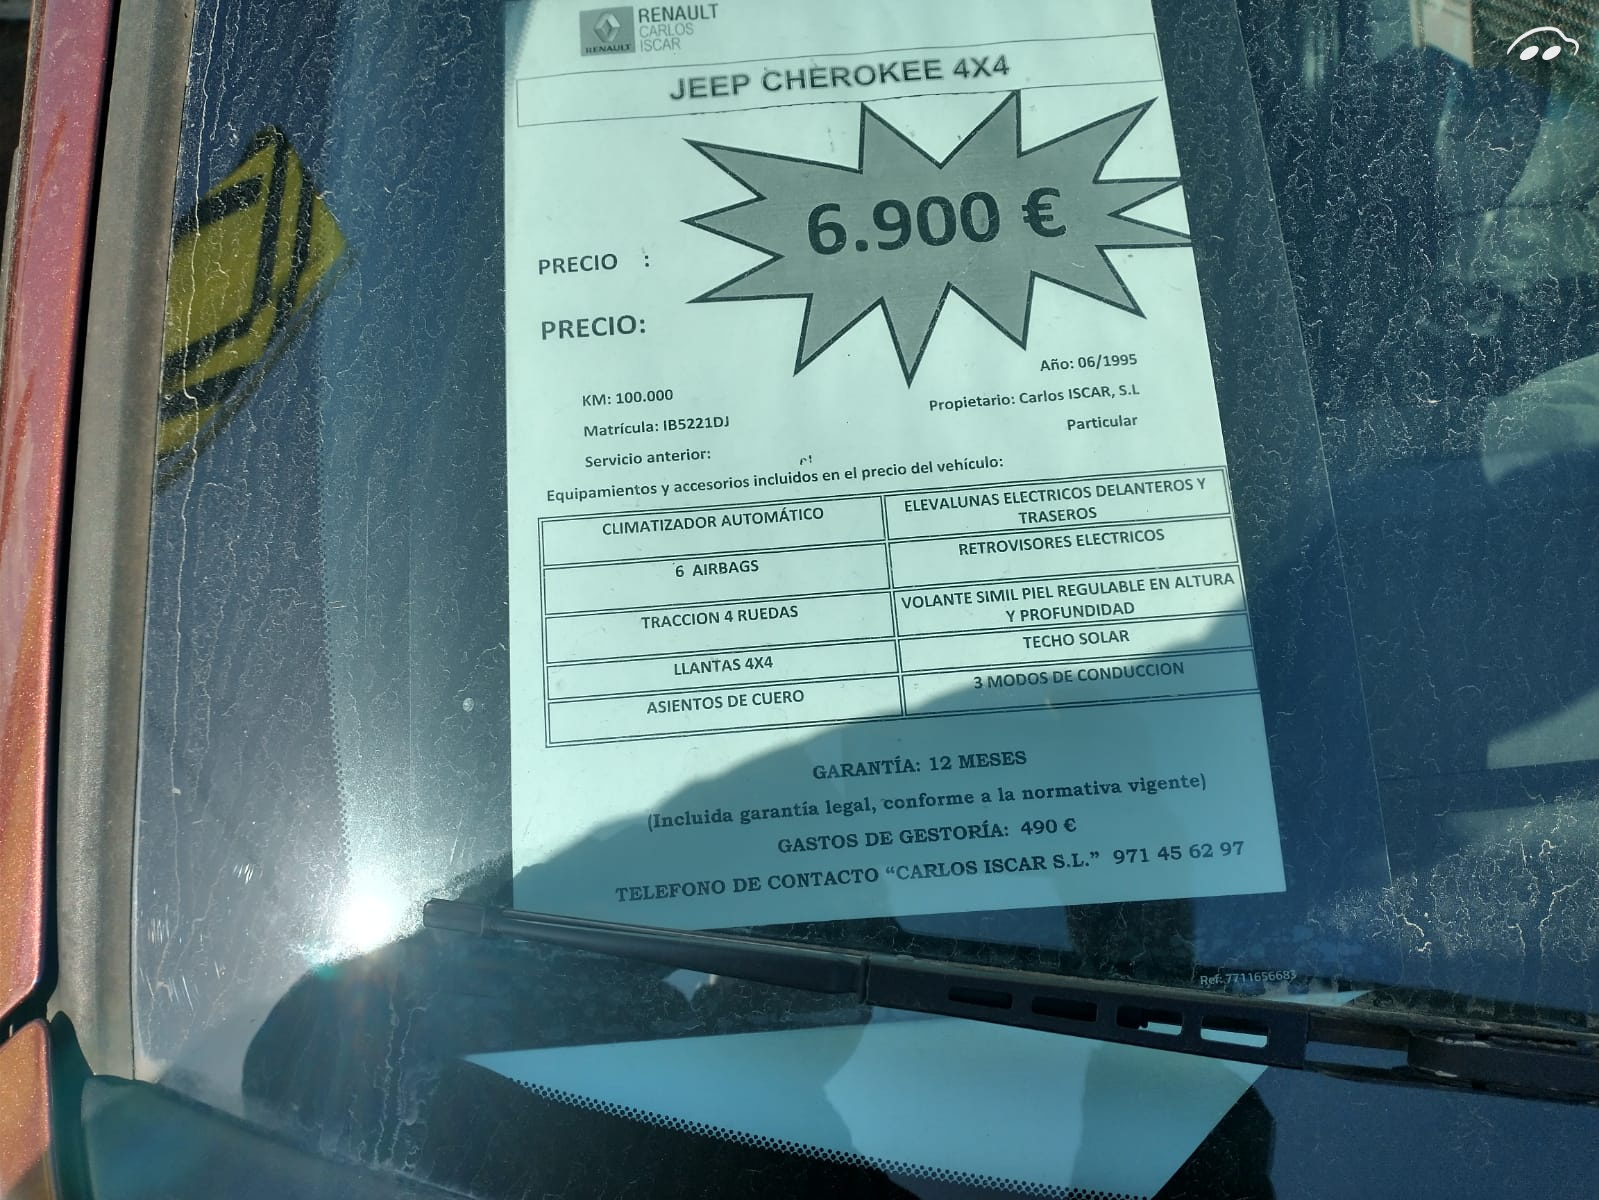 RENAULT
CARLOS
ISCAR
RENAULT
JEEP CHEROKEE 4X4
6.900 €
PRECIO :
PRECIO:
Año: 06/1995
KM: 100.000
Propietario: Carlos ISCAR, S.L
Matrícula: IB5221DJ
Particular
Servicio anterior:
Equipamientos y accesorios incluidos en el precio del vehículo:
CLIMATIZADOR AUTOMÁTICO
ELEVALUNAS ELECTRICOS DELANTEROS Y
TRASEROS
6 AIRBAGS
RETROVISORES ELECTRICOS
TRACCION 4 RUEDAS
VOLANTE SIMIL PIEL REGULABLE EN ALTURA
Y PROFUNDIDAD
LLANTAS 4X4
TECHO SOLAR
ASIENTOS DE CUERO
3 MODOS DE CONDUCCION
GARANTÍA: 12 MESES
(Incluida garantía legal, conforme a la normativa vigente)
GASTOS DE GESTORÍA: 490 €
TELEFONO DE CONTACTO “CARLOS ISCAR S.L.” 971 45 62 97
Ref: 7711656683